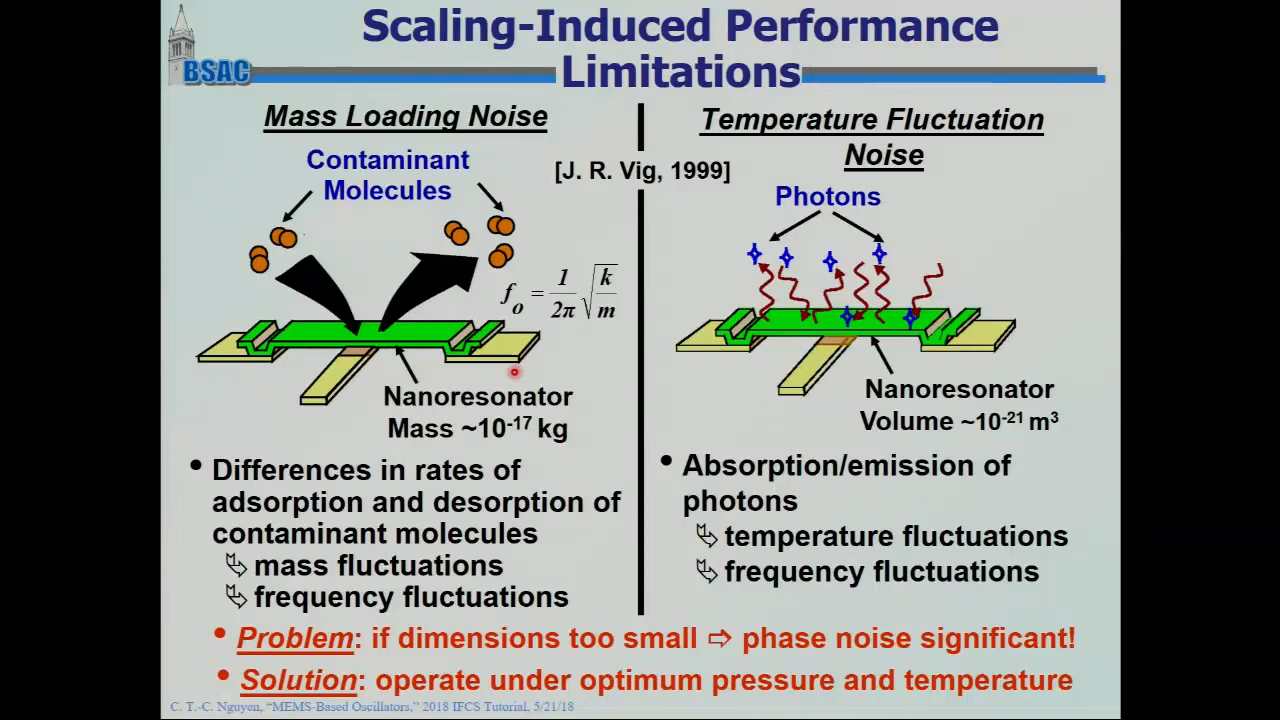 Scaling-Induced Performance
Limitations
BSAC
Mass Loading Noise
Contaminant
Molecules
[J. R. Vig, 1999]
f_o = 1/2π √k/m
Nanoresonator
Mass ~10⁻¹⁷ kg
• Differences in rates of
adsorption and desorption of
contaminant molecules
↳ mass fluctuations
↳ frequency fluctuations
Temperature Fluctuation
Noise
Photons
Nanoresonator
Volume ~10⁻²¹ m³
• Absorption/emission of
photons
↳ temperature fluctuations
↳ frequency fluctuations
• Problem: if dimensions too small ⇨ phase noise significant!
• Solution: operate under optimum pressure and temperature
C. T.-C. Nguyen, “MEMS-Based Oscillators,” 2018 IFCS Tutorial, 5/21/18